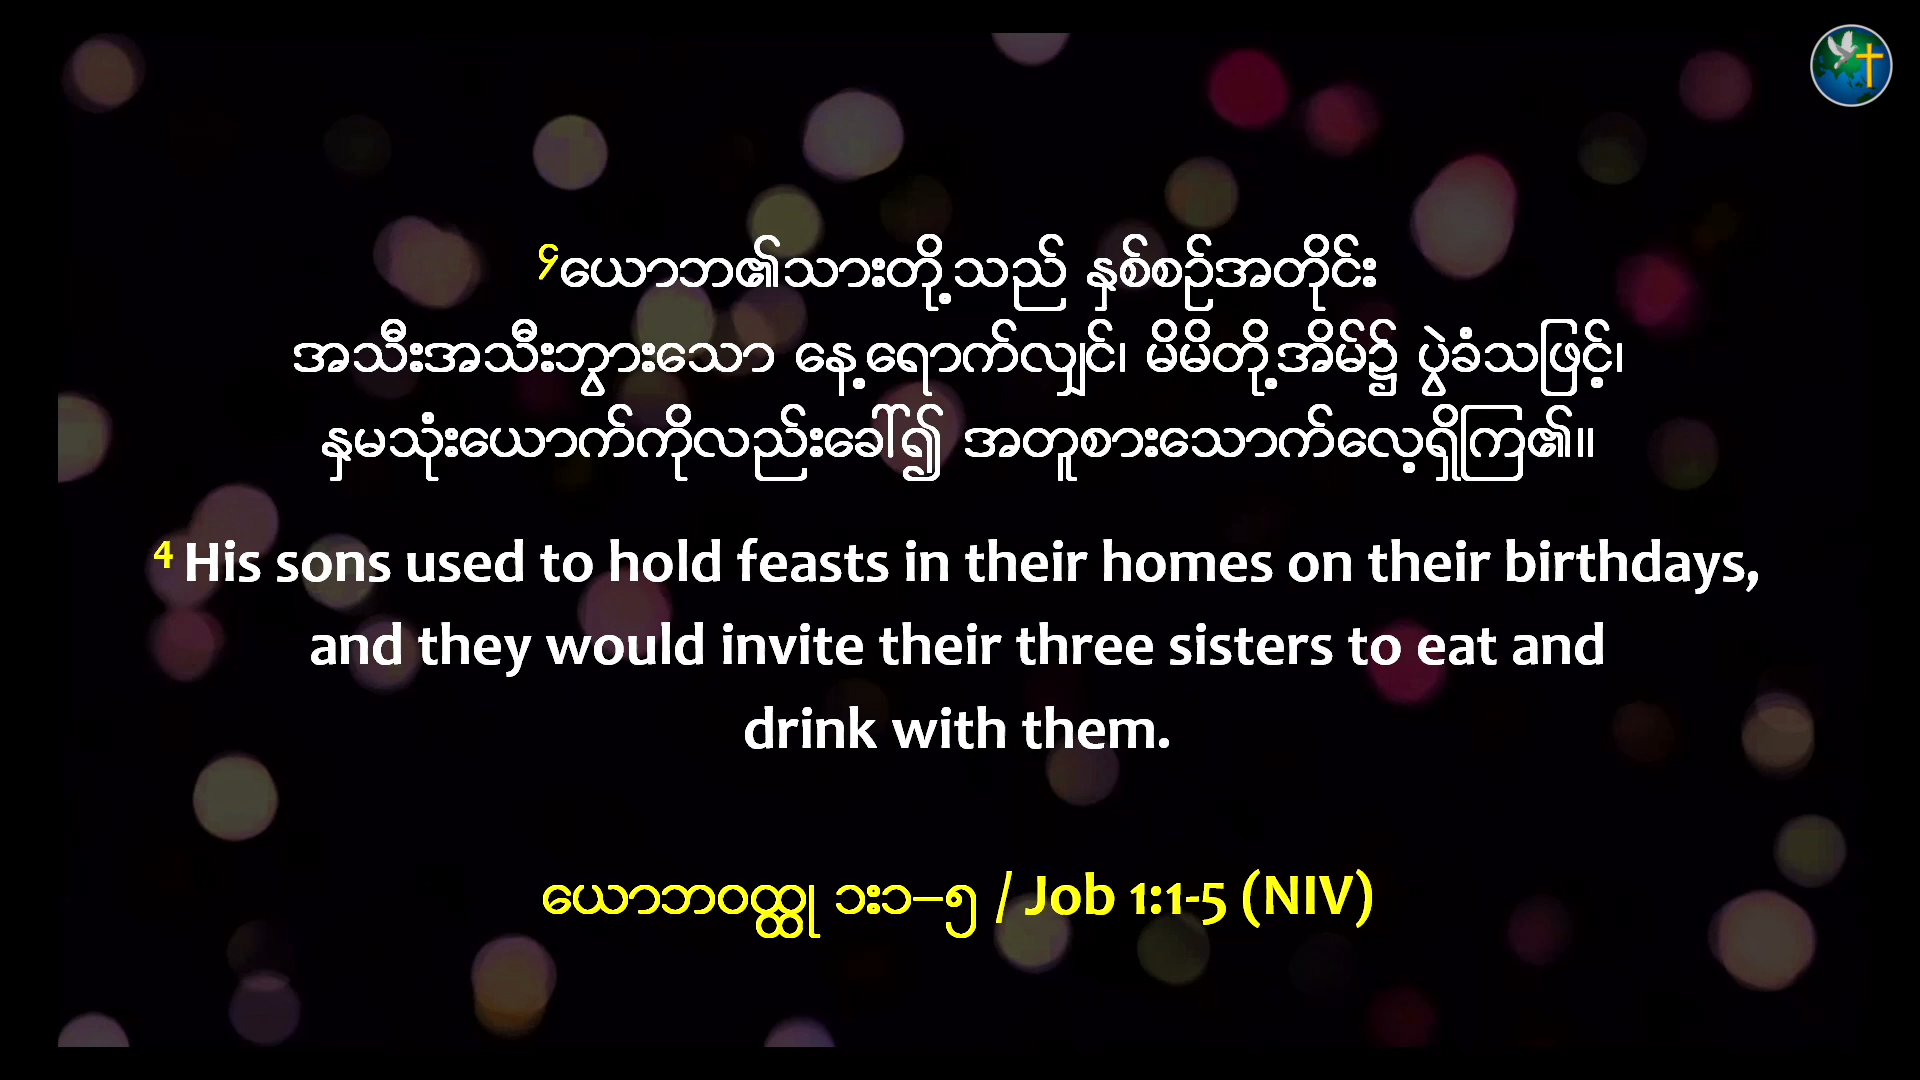 ၄ယောဘ၏သားတို့သည် နှစ်စဉ်အတိုင်း
အသီးအသီးဘွားသော နေ့ရောက်လျှင်၊ မိမိတို့အိမ်၌ ပွဲခံသဖြင့်၊
နှမသုံးယောက်ကိုလည်းခေါ်၍ အတူစားသောက်လေ့ရှိကြ၏။
4 His sons used to hold feasts in their homes on their birthdays,
and they would invite their three sisters to eat and
drink with them.
ယောဘဝတ္ထု ၁း၁–၅ / Job 1:1-5 (NIV)